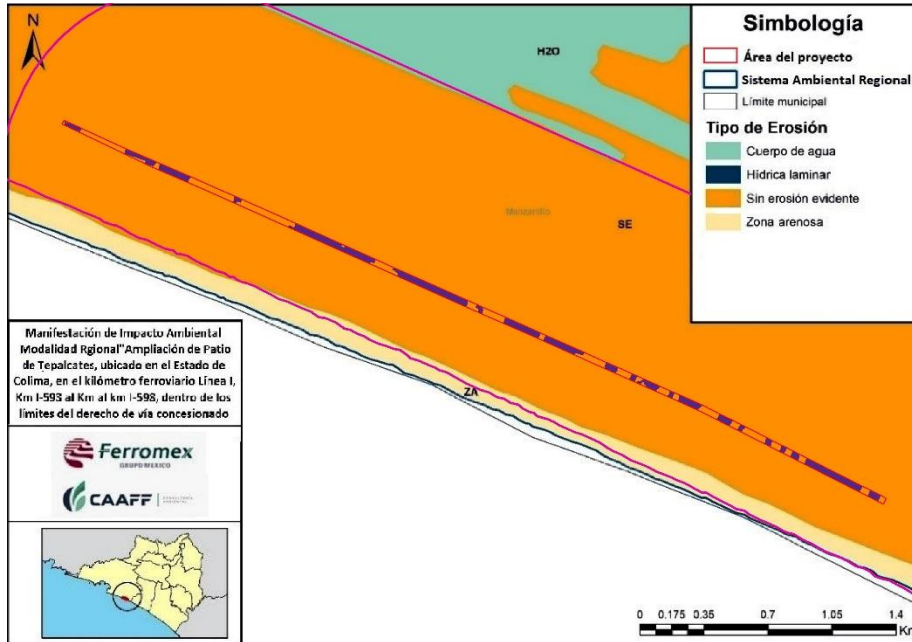 N
H2O
Manzanillo
SE
ZA
Simbología
Área del proyecto
Sistema Ambiental Regional
Límite municipal
Tipo de Erosión
Cuerpo de agua
Hídrica laminar
Sin erosión evidente
Zona arenosa
Manifestación de Impacto Ambiental
Modalidad Rgional"Ampliación de Patio
de Tepalcates, ubicado en el Estado de
Colima, en el kilómetro ferroviario Línea I,
Km I-593 al Km al km I-598, dentro de los
límites del derecho de vía concesionado
Ferromex
GRUPO MEXICO
CAAFF
CONSULTORÍA
AMBIENTAL
0 0.175 0.35 0.7 1.05 1.4
Km